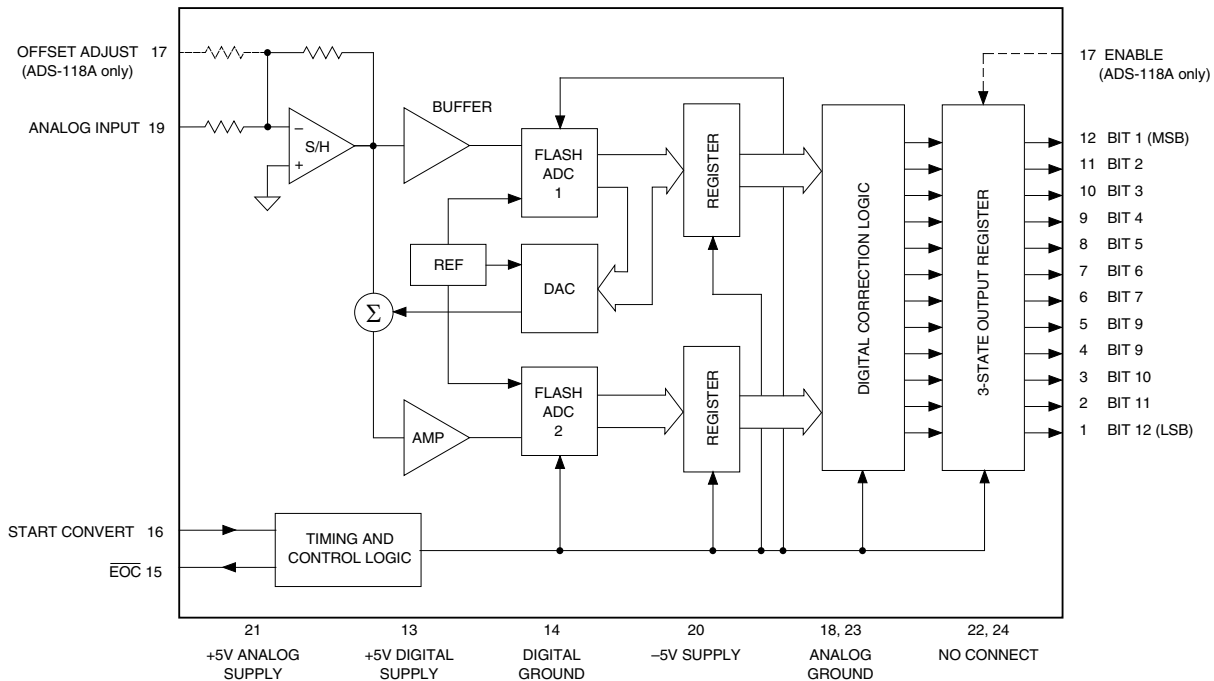 OFFSET ADJUST 17
(ADS-118A only)
ANALOG INPUT 19
S/H
−
+
BUFFER
FLASH
ADC
1
REGISTER
REF
DAC
Σ
AMP
FLASH
ADC
2
REGISTER
DIGITAL CORRECTION LOGIC
3-STATE OUTPUT REGISTER
17 ENABLE
(ADS-118A only)
12 BIT 1 (MSB)
11 BIT 2
10 BIT 3
9 BIT 4
8 BIT 5
7 BIT 6
6 BIT 7
5 BIT 9
4 BIT 9
3 BIT 10
2 BIT 11
1 BIT 12 (LSB)
START CONVERT 16
EOC 15
TIMING AND
CONTROL LOGIC
21
+5V ANALOG
SUPPLY
13
+5V DIGITAL
SUPPLY
14
DIGITAL
GROUND
20
–5V SUPPLY
18, 23
ANALOG
GROUND
22, 24
NO CONNECT